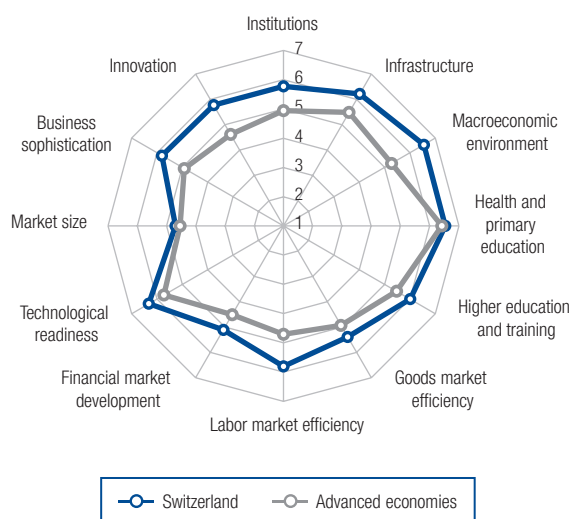 Institutions
7
Innovation
Infrastructure
6
5
Business
sophistication
Macroeconomic
environment
4
3
2
Market size
1
Health and
primary
education
Technological
readiness
Higher education
and training
Financial market
development
Goods market
efficiency
Labor market efficiency
Switzerland
Advanced economies